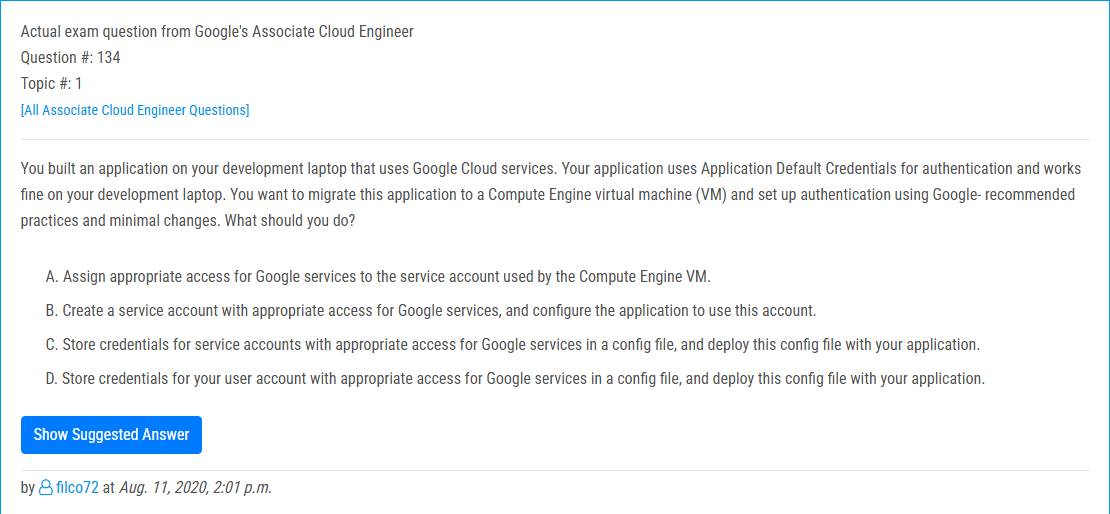 Actual exam question from Google's Associate Cloud Engineer
Question #: 134
Topic #: 1
[All Associate Cloud Engineer Questions]
You built an application on your development laptop that uses Google Cloud services. Your application uses Application Default Credentials for authentication and works
fine on your development laptop. You want to migrate this application to a Compute Engine virtual machine (VM) and set up authentication using Google- recommended
practices and minimal changes. What should you do?
A. Assign appropriate access for Google services to the service account used by the Compute Engine VM.
B. Create a service account with appropriate access for Google services, and configure the application to use this account.
C. Store credentials for service accounts with appropriate access for Google services in a config file, and deploy this config file with your application.
D. Store credentials for your user account with appropriate access for Google services in a config file, and deploy this config file with your application.
Show Suggested Answer
by filco72 at Aug. 11, 2020, 2:01 p.m.